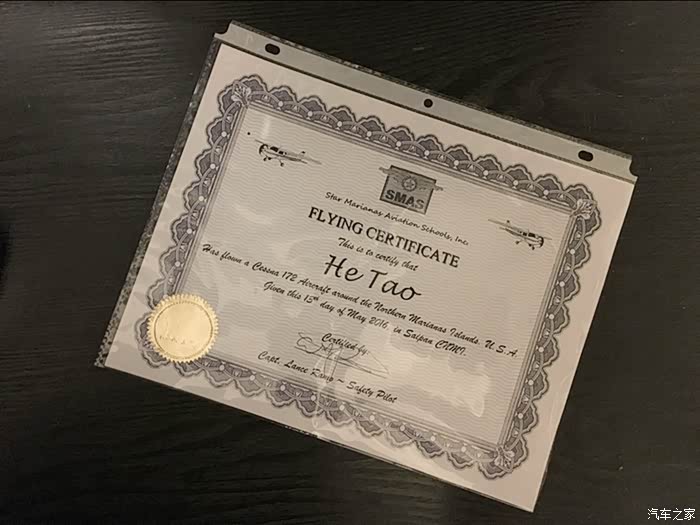 SMAS
Star Marianas Aviation Schools, Inc.
FLYING CERTIFICATE
This is to certify that
He Tao
Has flown a Cessna 172 Aircraft around the Northern Marianas Islands, U.S.A.
Given this 13th day of May 2016, in Saipan CNMI.
Certified by:
Capt. Lance Ramp ~ Safety Pilot
汽车之家